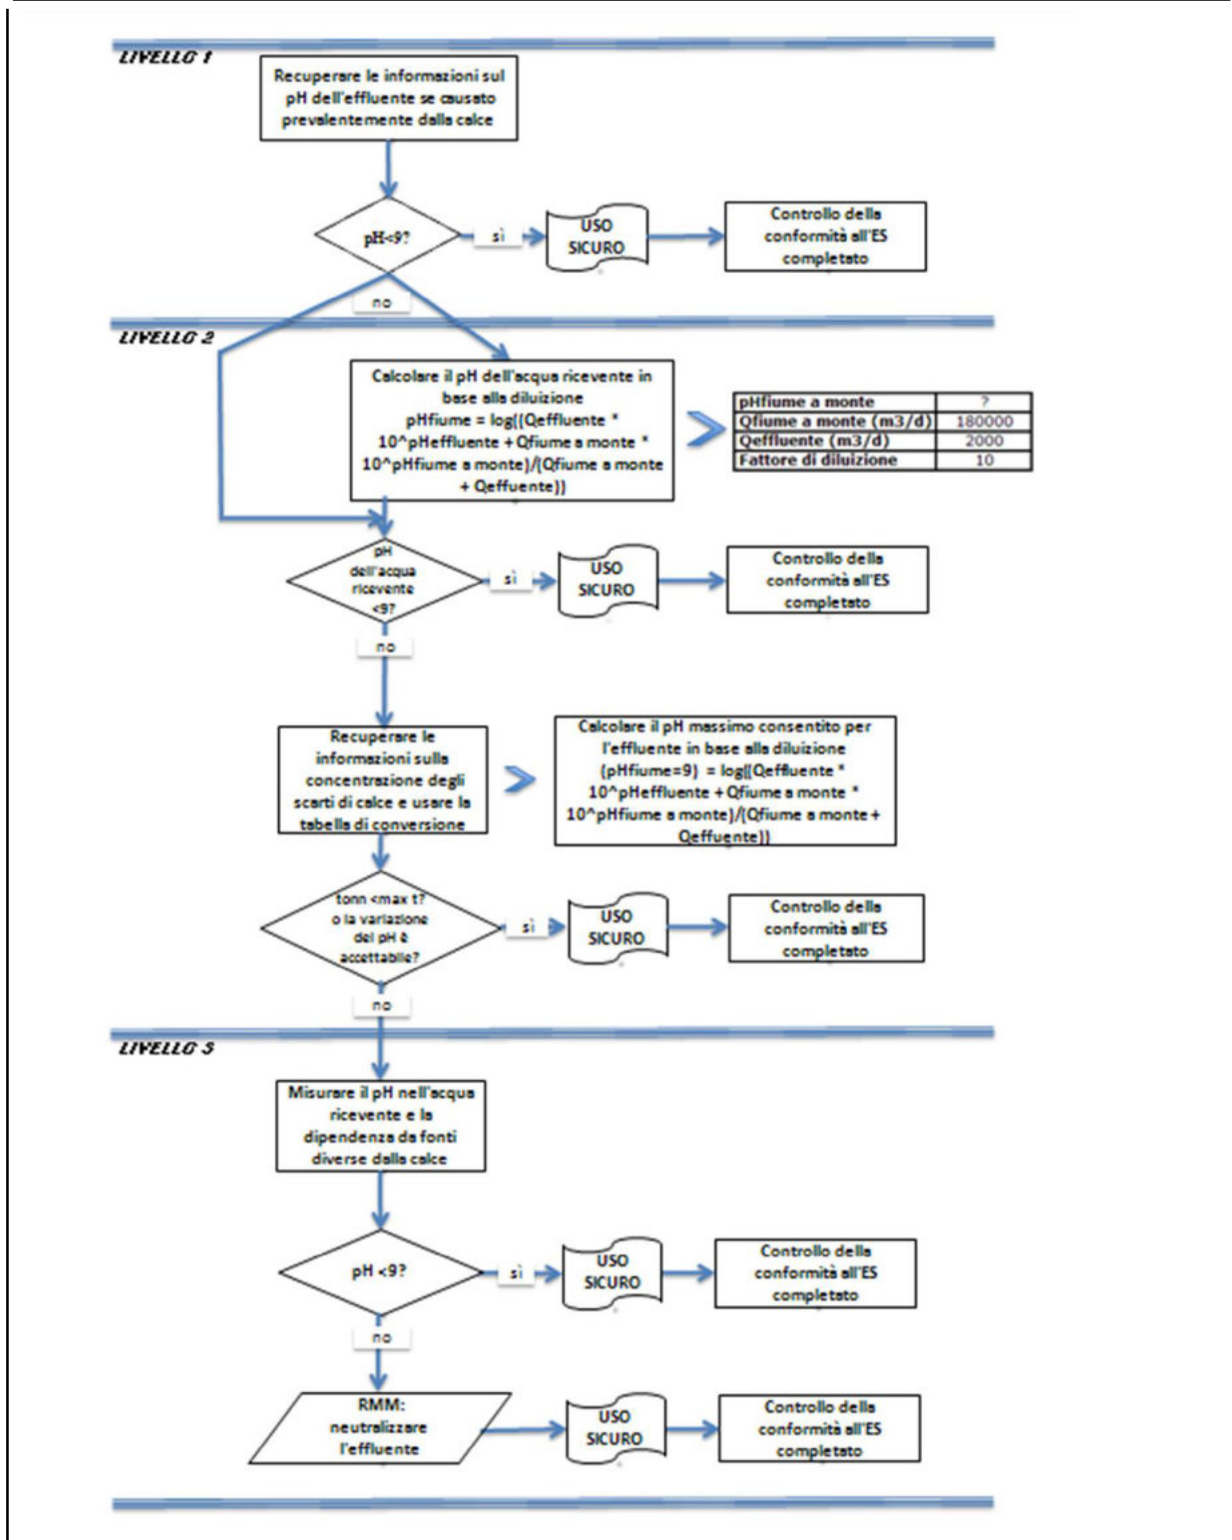 LIVELLO 1
Recuperare le informazioni sul
pH dell'effluente se causato
prevalentemente dalla calce
pH<9?
sì
USO
SICURO
Controllo della
conformità all'ES
completato
no
LIVELLO 2
Calcolare il pH dell'acqua ricevente in
base alla diluizione
pHfiume = log((Qeffluente *
10^pHeffluente + Qfiume a monte *
10^pHfiume a monte)/(Qfiume a monte
+ Qeffuente))
pHfiume a monte ?
Qfiume a monte (m3/d) 180000
Qeffluente (m3/d) 2000
Fattore di diluizione 10
pH
dell'acqua
ricevente
<9?
sì
USO
SICURO
Controllo della
conformità all'ES
completato
no
Recuperare le
informazioni sulla
concentrazione degli
scarti di calce e usare la
tabella di conversione
Calcolare il pH massimo consentito per
l'effluente in base alla diluizione
(pHfiume=9) = log((Qeffluente *
10^pHeffluente + Qfiume a monte *
10^pHfiume a monte)/(Qfiume a monte +
Qeffuente))
tonn <max t?
o la variazione
del pH è
accettabile?
sì
USO
SICURO
Controllo della
conformità all'ES
completato
no
LIVELLO 3
Misurare il pH nell'acqua
ricevente e la
dipendenza da fonti
diverse dalla calce
pH <9?
sì
USO
SICURO
Controllo della
conformità all'ES
completato
no
RMM:
neutralizzare
l'effluente
USO
SICURO
Controllo della
conformità all'ES
completato